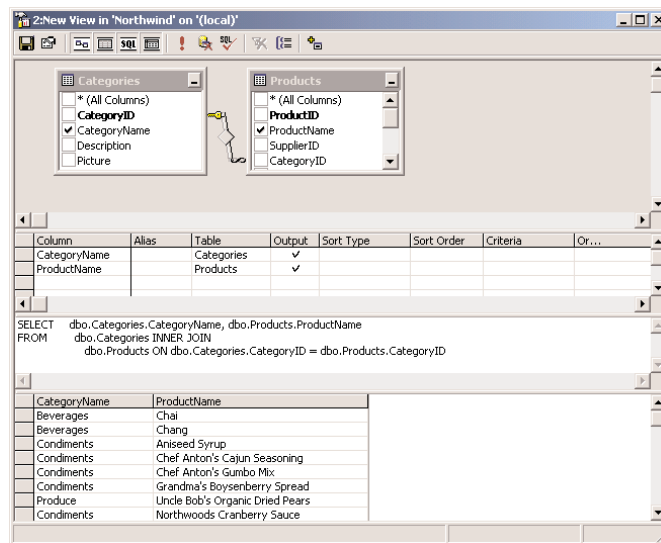 2:New View in 'Northwind' on '(local)'
SQL
SQL
Categories
Products
* (All Columns)
CategoryID
CategoryName
Description
Picture
* (All Columns)
ProductID
ProductName
SupplierID
CategoryID
Column Alias Table Output Sort Type Sort Order Criteria Or...
CategoryName Categories
ProductName Products
SELECT dbo.Categories.CategoryName, dbo.Products.ProductName
FROM dbo.Categories INNER JOIN
dbo.Products ON dbo.Categories.CategoryID = dbo.Products.CategoryID
CategoryName ProductName
Beverages Chai
Beverages Chang
Condiments Aniseed Syrup
Condiments Chef Anton's Cajun Seasoning
Condiments Chef Anton's Gumbo Mix
Condiments Grandma's Boysenberry Spread
Produce Uncle Bob's Organic Dried Pears
Condiments Northwoods Cranberry Sauce